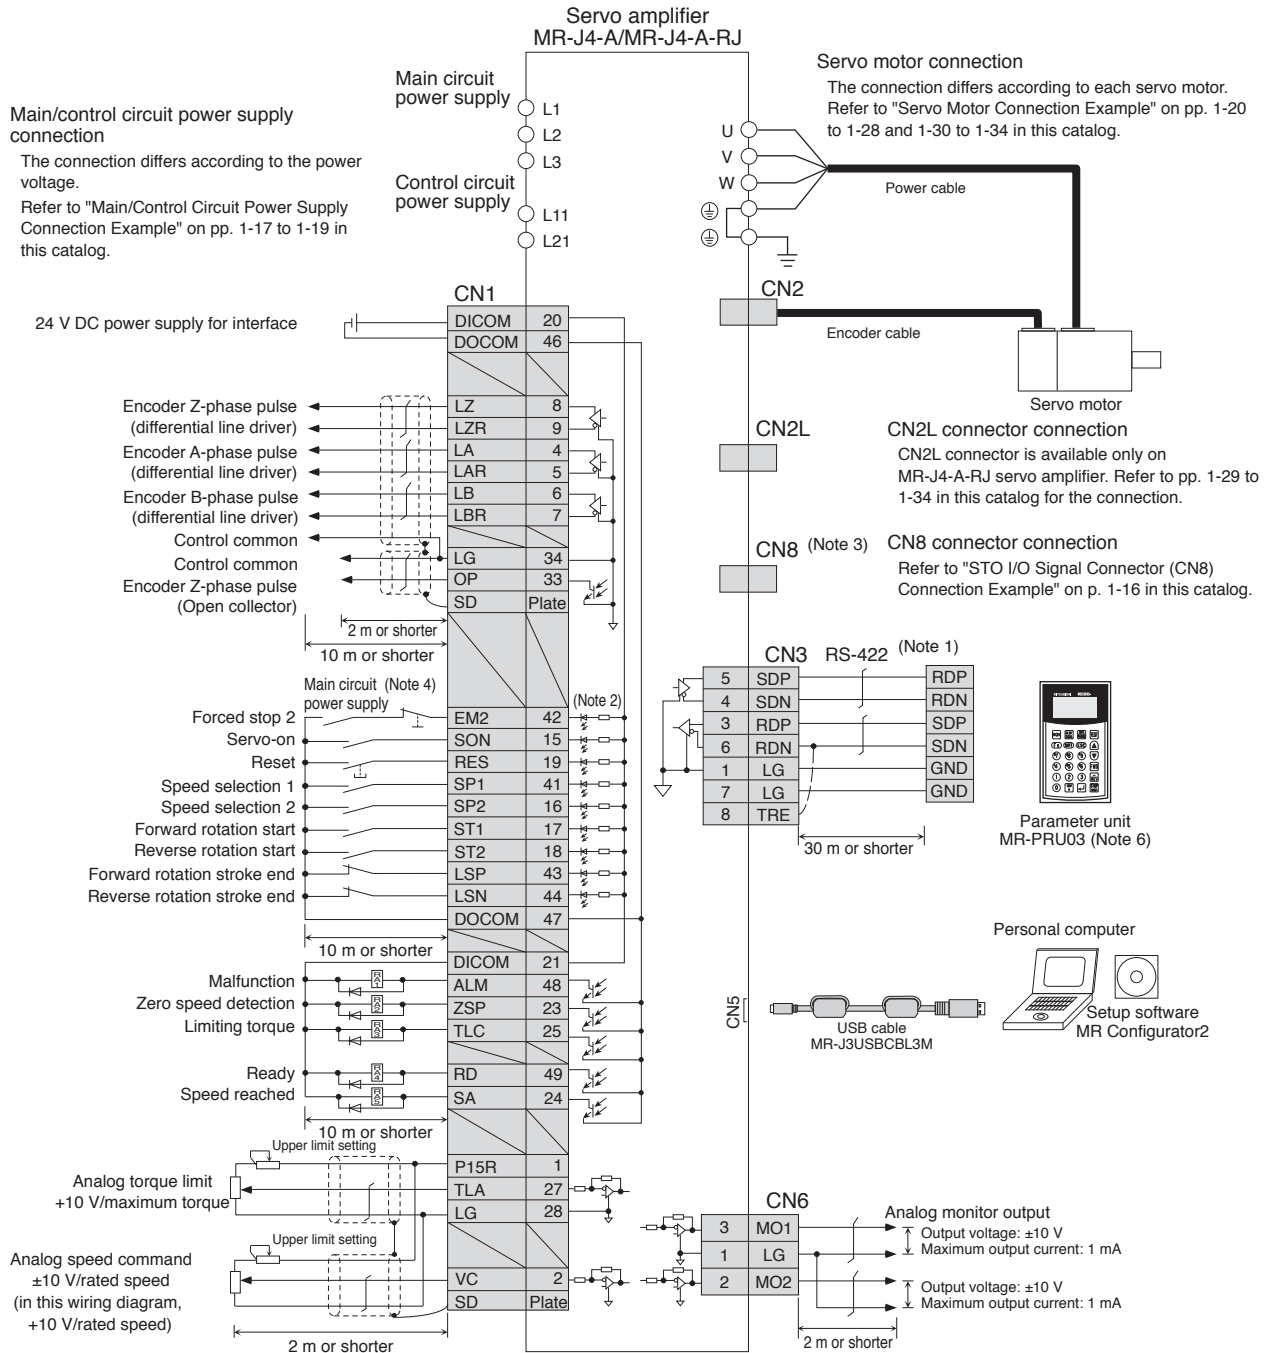 Servo amplifier
MR-J4-A/MR-J4-A-RJ
Main/control circuit power supply
connection
The connection differs according to the power
voltage.
Refer to "Main/Control Circuit Power Supply
Connection Example" on pp. 1-17 to 1-19 in
this catalog.
Main circuit
power supply
L1
L2
L3
Control circuit
power supply
L11
L21
Servo motor connection
The connection differs according to each servo motor.
Refer to "Servo Motor Connection Example" on pp. 1-20
to 1-28 and 1-30 to 1-34 in this catalog.
U
V
W
Power cable
CN2
Encoder cable
Servo motor
CN2L
CN2L connector connection
CN2L connector is available only on
MR-J4-A-RJ servo amplifier. Refer to pp. 1-29 to
1-34 in this catalog for the connection.
CN8 (Note 3)
CN8 connector connection
Refer to "STO I/O Signal Connector (CN8)
Connection Example" on p. 1-16 in this catalog.
CN1
24 V DC power supply for interface
DICOM 20
DOCOM 46
Encoder Z-phase pulse
(differential line driver)
LZ 8
LZR 9
Encoder A-phase pulse
(differential line driver)
LA 4
LAR 5
Encoder B-phase pulse
(differential line driver)
LB 6
LBR 7
Control common
Control common
LG 34
Encoder Z-phase pulse
(Open collector)
OP 33
SD Plate
2 m or shorter
10 m or shorter
Main circuit (Note 4)
power supply
(Note 2)
Forced stop 2 EM2 42
Servo-on SON 15
Reset RES 19
Speed selection 1 SP1 41
Speed selection 2 SP2 16
Forward rotation start ST1 17
Reverse rotation start ST2 18
Forward rotation stroke end LSP 43
Reverse rotation stroke end LSN 44
DOCOM 47
10 m or shorter
DICOM 21
Malfunction RA1 ALM 48
Zero speed detection RA2 ZSP 23
Limiting torque RA3 TLC 25
Ready RA4 RD 49
Speed reached RA5 SA 24
10 m or shorter
Upper limit setting
Analog torque limit
+10 V/maximum torque
P15R 1
TLA 27
LG 28
Upper limit setting
Analog speed command
±10 V/rated speed
(in this wiring diagram,
+10 V/rated speed)
VC 2
SD Plate
2 m or shorter
CN3 RS-422 (Note 1)
5 SDP RDP
4 SDN RDN
3 RDP SDP
6 RDN SDN
1 LG GND
7 LG GND
8 TRE
30 m or shorter
Parameter unit
MR-PRU03 (Note 6)
Personal computer
CN5
USB cable
MR-J3USBCBL3M
Setup software
MR Configurator2
CN6
3 MO1
1 LG
2 MO2
Analog monitor output
Output voltage: ±10 V
Maximum output current: 1 mA
Output voltage: ±10 V
Maximum output current: 1 mA
2 m or shorter